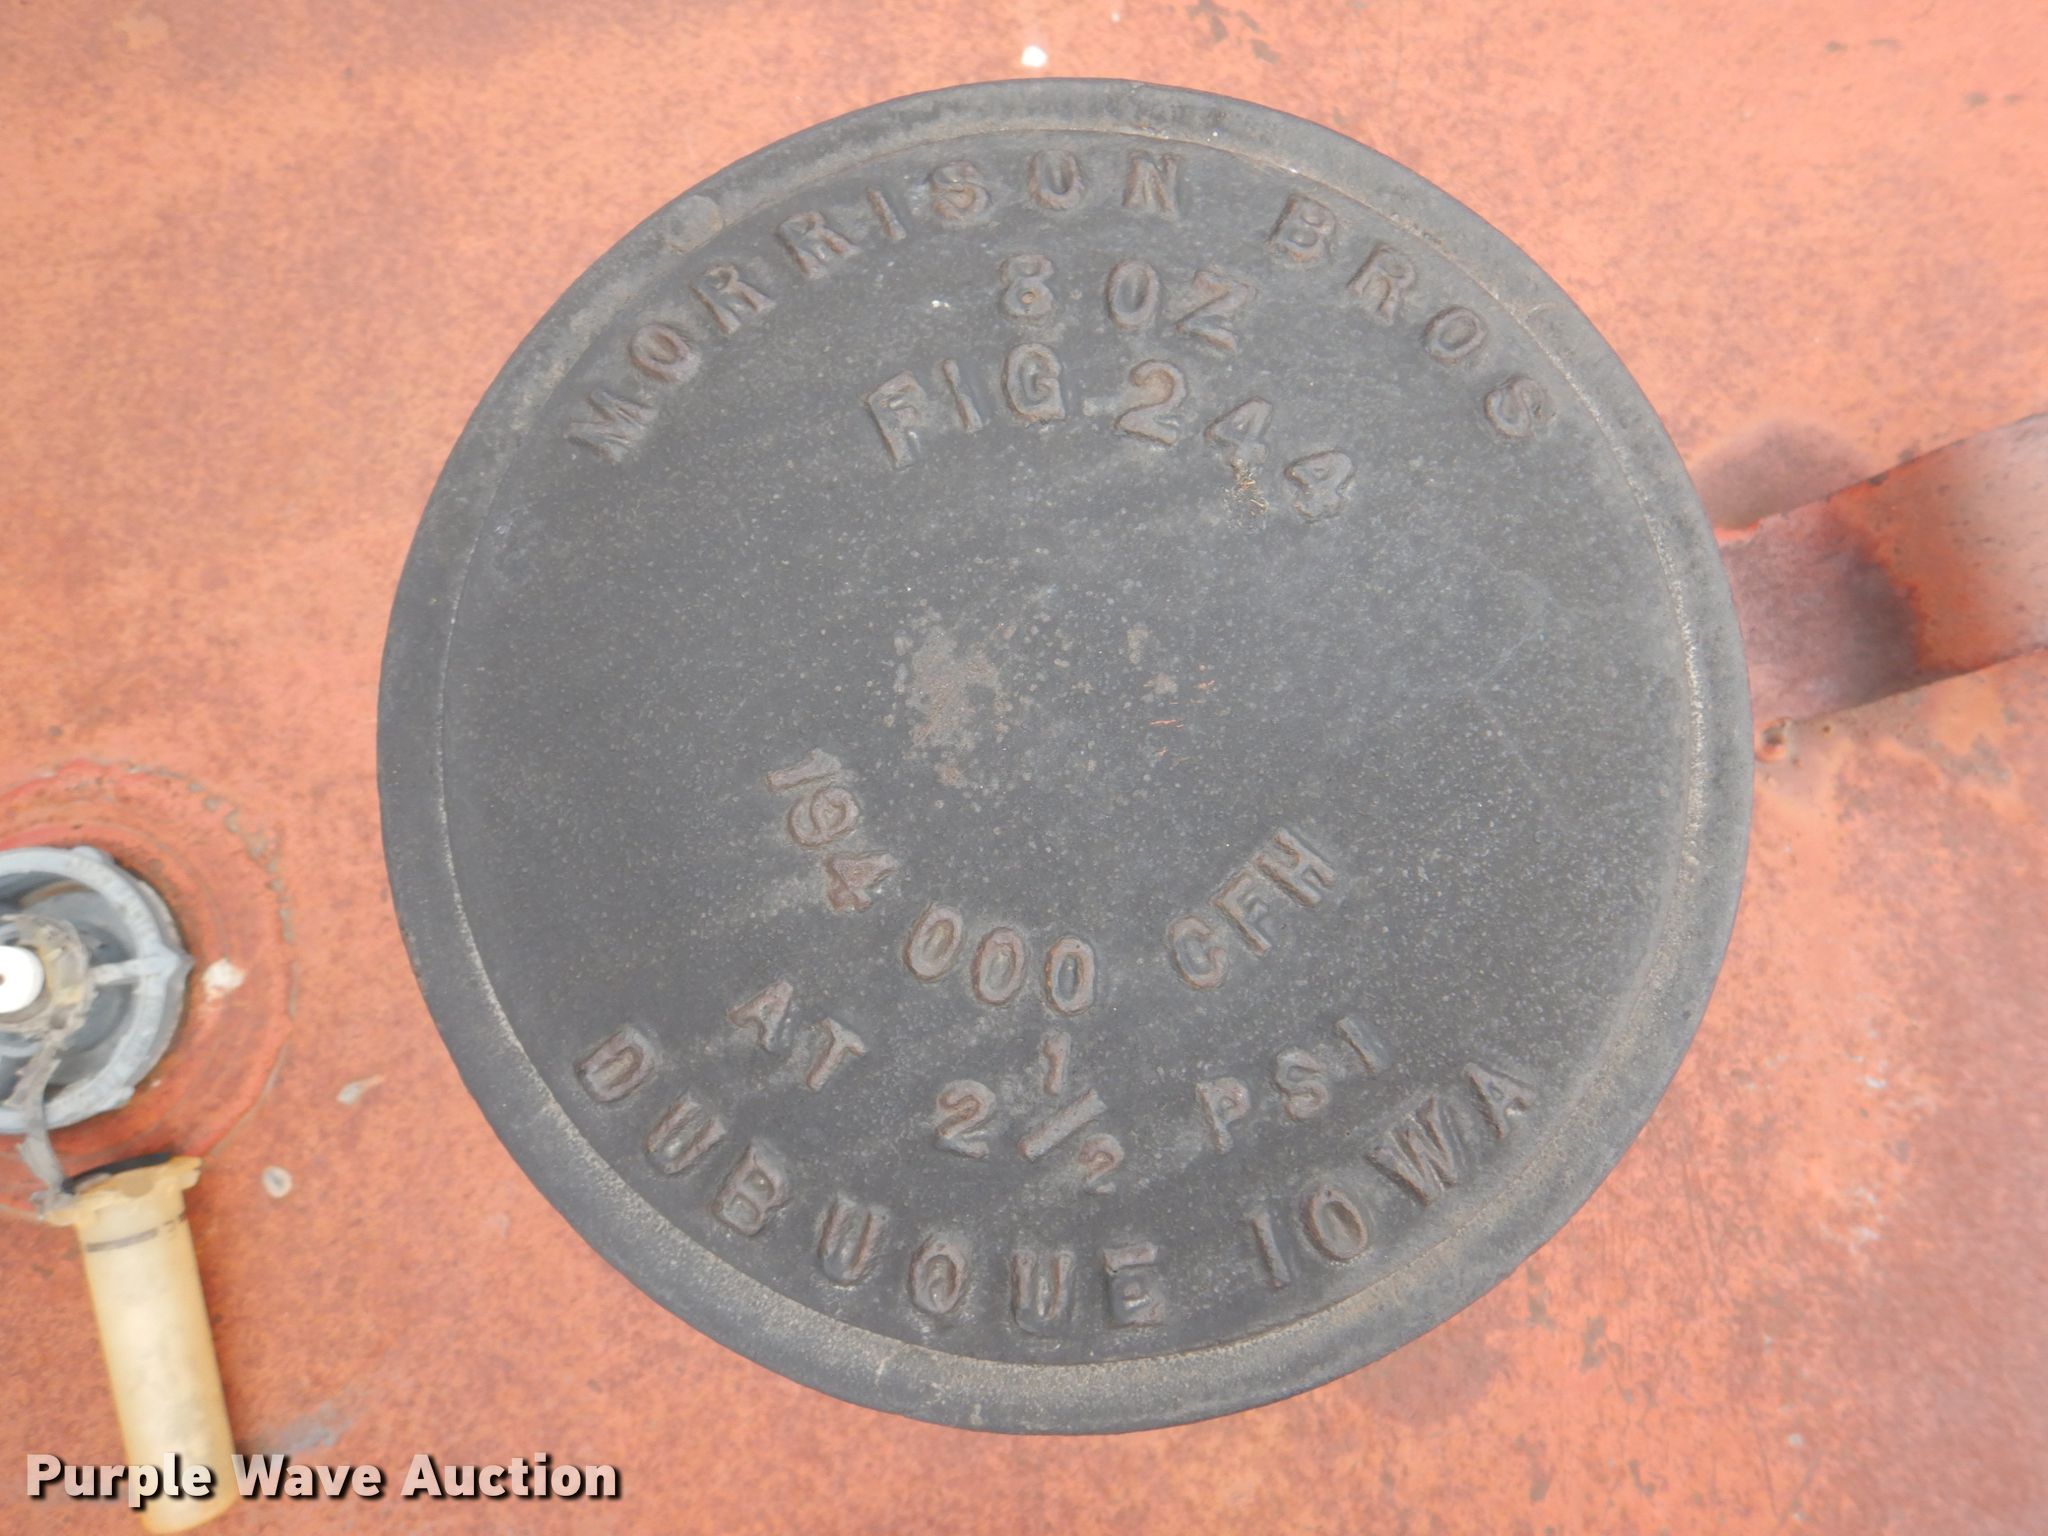 MORRISON BROS
8 OZ
FIG 244
194 000 CFH
AT 2 1/2 PSI
DUBUQUE IOWA
Purple Wave Auction